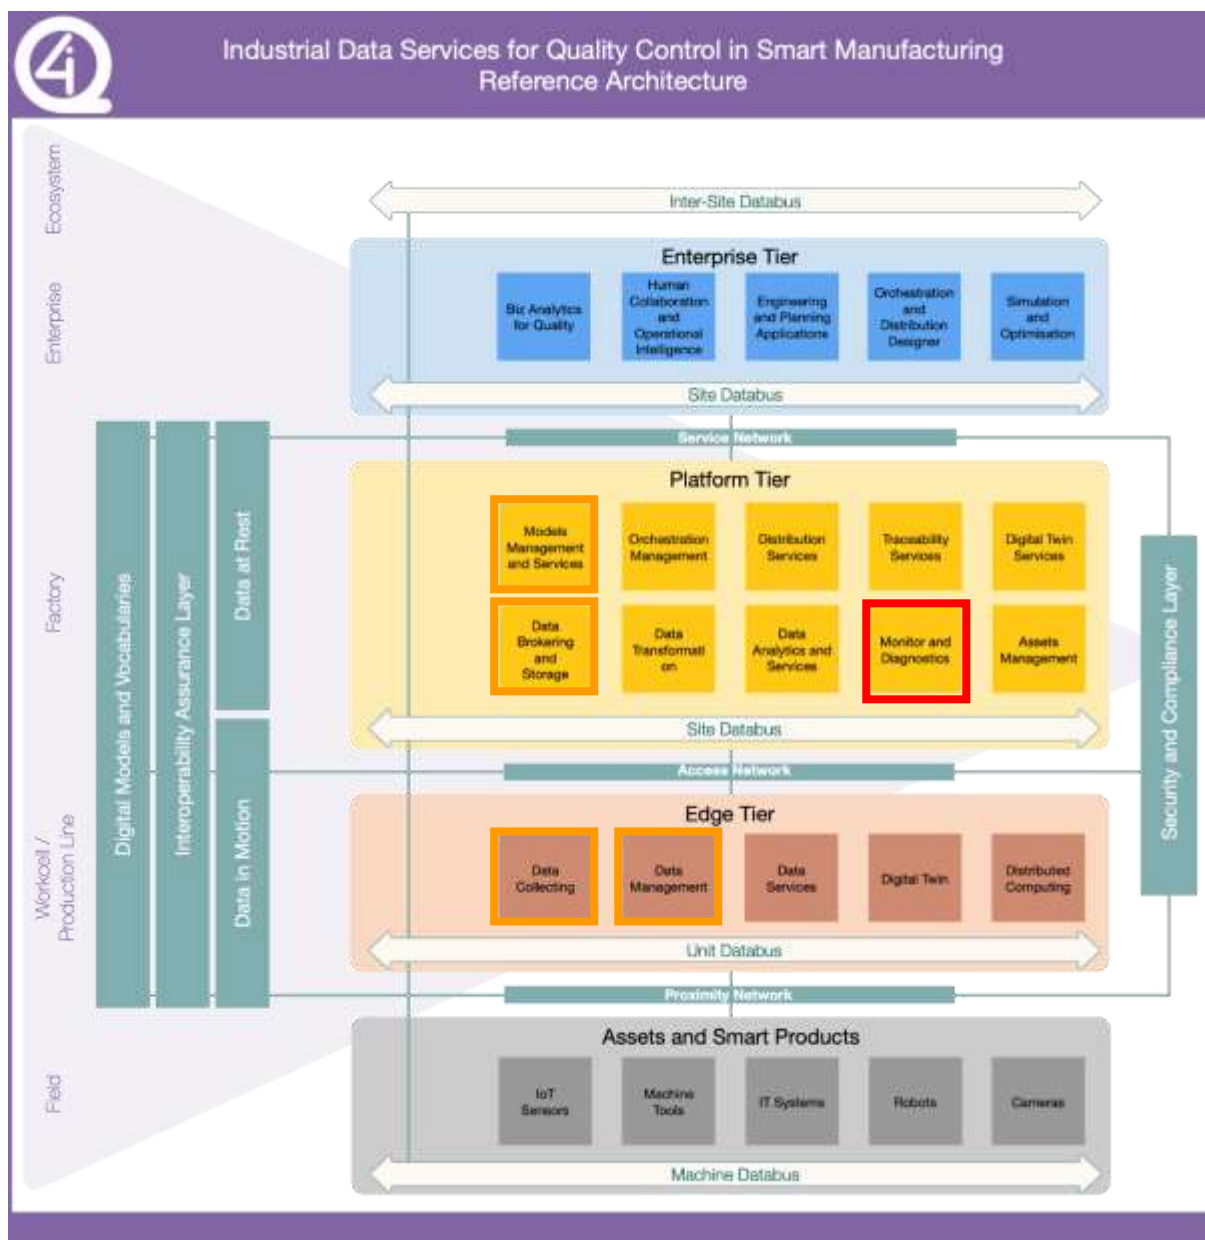 4i
Industrial Data Services for Quality Control in Smart Manufacturing
Reference Architecture
Ecosystem
Enterprise
Factory
Workcell /
Production Line
Field
Inter-Site Databus
Enterprise Tier
Biz Analytics
for Quality
Human
Collaboration
and
Operational
Intelligence
Engineering
and Planning
Applications
Orchestration
and
Distribution
Designer
Simulation
and
Optimisation
Site Databus
Service Network
Digital Models and Vocabularies
Interoperability Assurance Layer
Data at Rest
Data in Motion
Security and Compliance Layer
Platform Tier
Models
Management
and Services
Orchestration
Management
Distribution
Services
Traceability
Services
Digital Twin
Services
Data
Brokering
and
Storage
Data
Transformati
on
Data
Analytics and
Services
Monitor and
Diagnostics
Assets
Management
Site Databus
Access Network
Edge Tier
Data
Collecting
Data
Management
Data
Services
Digital Twin
Distributed
Computing
Unit Databus
Proximity Network
Assets and Smart Products
IoT
Sensors
Machine
Tools
IT Systems
Robots
Cameras
Machine Databus